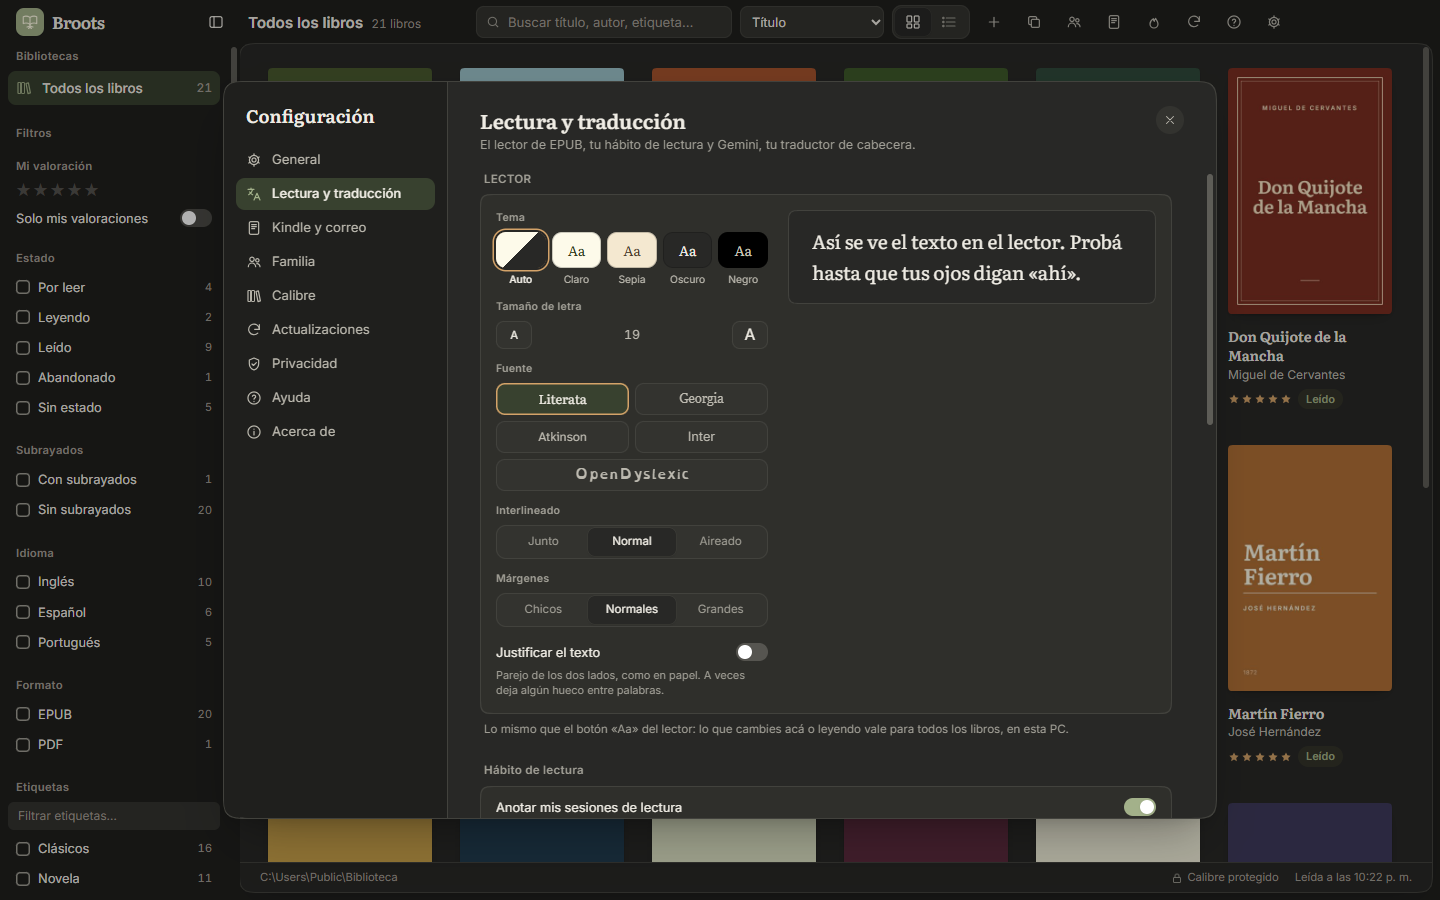 Broots
Todos los libros 21 libros
Buscar título, autor, etiqueta...
Título
Bibliotecas
Todos los libros 21
Filtros
Mi valoración
Solo mis valoraciones
Estado
Por leer 4
Leyendo 2
Leído 9
Abandonado 1
Sin estado 5
Subrayados
Con subrayados 1
Sin subrayados 20
Idioma
Inglés 10
Español 6
Portugués 5
Formato
EPUB 20
PDF 1
Etiquetas
Filtrar etiquetas...
Clásicos 16
Novela 11
Configuración
General
Lectura y traducción
Kindle y correo
Familia
Calibre
Actualizaciones
Privacidad
Ayuda
Acerca de
Lectura y traducción
El lector de EPUB, tu hábito de lectura y Gemini, tu traductor de cabecera.
LECTOR
Tema
Aa Aa Aa Aa
Auto Claro Sepia Oscuro Negro
Tamaño de letra
A 19 A
Fuente
Literata Georgia
Atkinson Inter
OpenDyslexic
Interlineado
Junto Normal Aireado
Márgenes
Chicos Normales Grandes
Justificar el texto
Parejo de los dos lados, como en papel. A veces
deja algún hueco entre palabras.
Así se ve el texto en el lector. Probá
hasta que tus ojos digan «ahí».
Lo mismo que el botón «Aa» del lector: lo que cambies acá o leyendo vale para todos los libros, en esta PC.
Hábito de lectura
Anotar mis sesiones de lectura
MIGUEL DE CERVANTES
Don Quijote
de la Mancha
Don Quijote de la
Mancha
Miguel de Cervantes
Leído
Martín
Fierro
JOSÉ HERNÁNDEZ
1872
Martín Fierro
José Hernández
Leído
C:\Users\Public\Biblioteca
Calibre protegido
Leída a las 10:22 p. m.